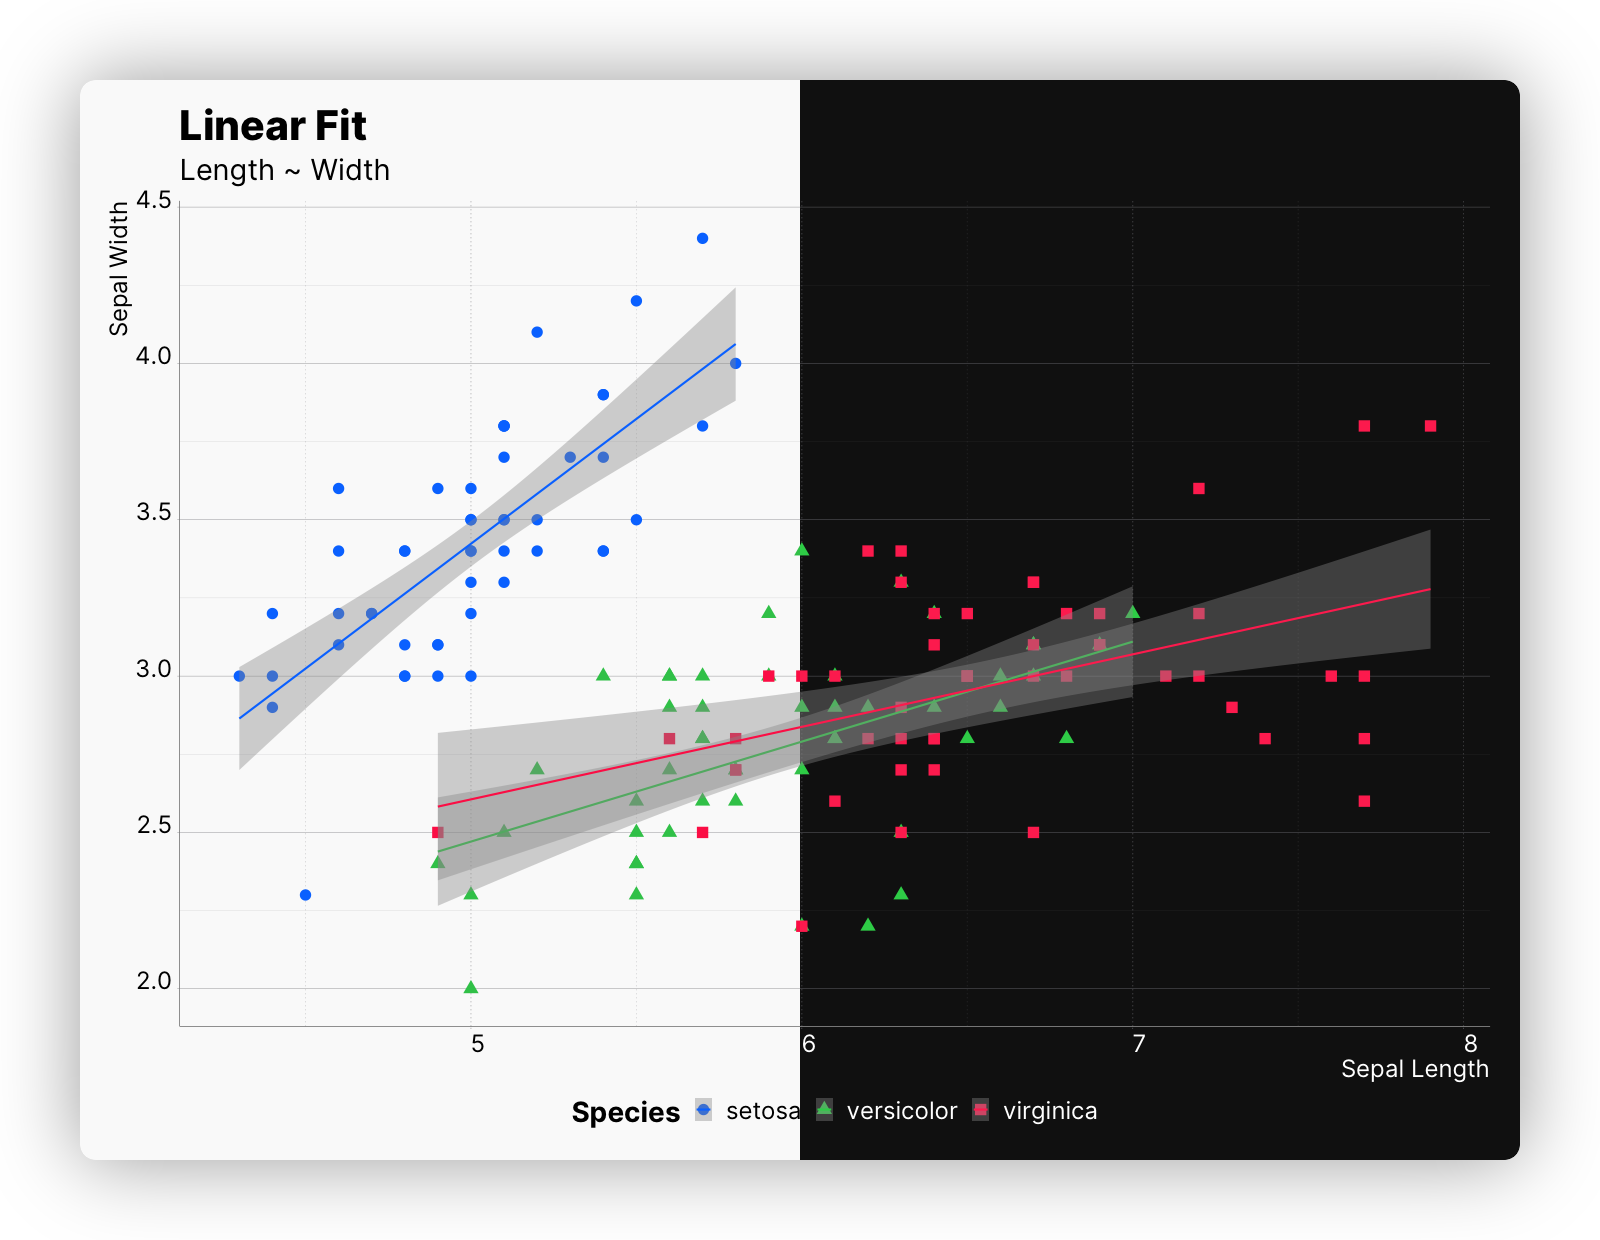 Linear Fit
Length ~ Width
Sepal Width
4.5
4.0
3.5
3.0
2.5
2.0
5 6 7 8
Sepal Length
Species setosa versicolor virginica